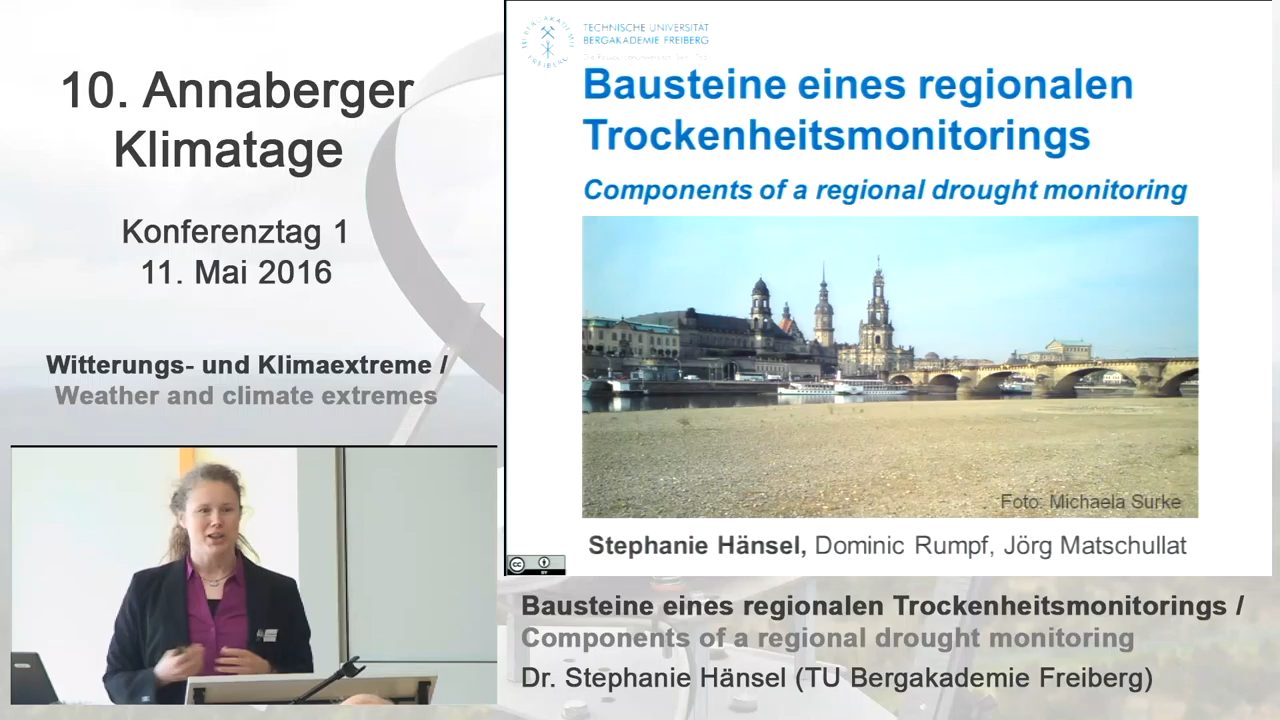 10. Annaberger
Klimatage
Konferenztag 1
11. Mai 2016
Witterungs- und Klimaextreme /
Weather and climate extremes
TECHNISCHE UNIVERSITÄT
BERGAKADEMIE FREIBERG
Bausteine eines regionalen
Trockenheitsmonitorings
Components of a regional drought monitoring
Foto: Michaela Surke
Stephanie Hänsel, Dominic Rumpf, Jörg Matschullat
cc
BY
Bausteine eines regionalen Trockenheitsmonitorings /
Components of a regional drought monitoring
Dr. Stephanie Hänsel (TU Bergakademie Freiberg)